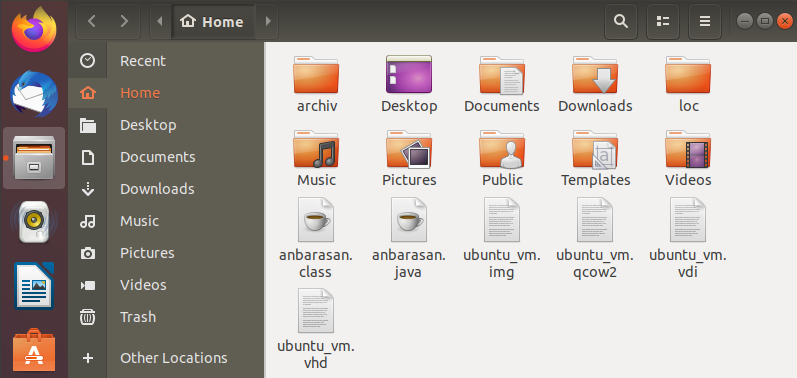 Home
Recent
Home
Desktop
Documents
Downloads
Music
Pictures
Videos
Trash
Other Locations
archiv
Desktop
Documents
Downloads
loc
Music
Pictures
Public
Templates
Videos
anbarasan.
class
anbarasan.
java
ubuntu_vm.
img
ubuntu_vm.
qcow2
ubuntu_vm.
vdi
ubuntu_vm.
vhd